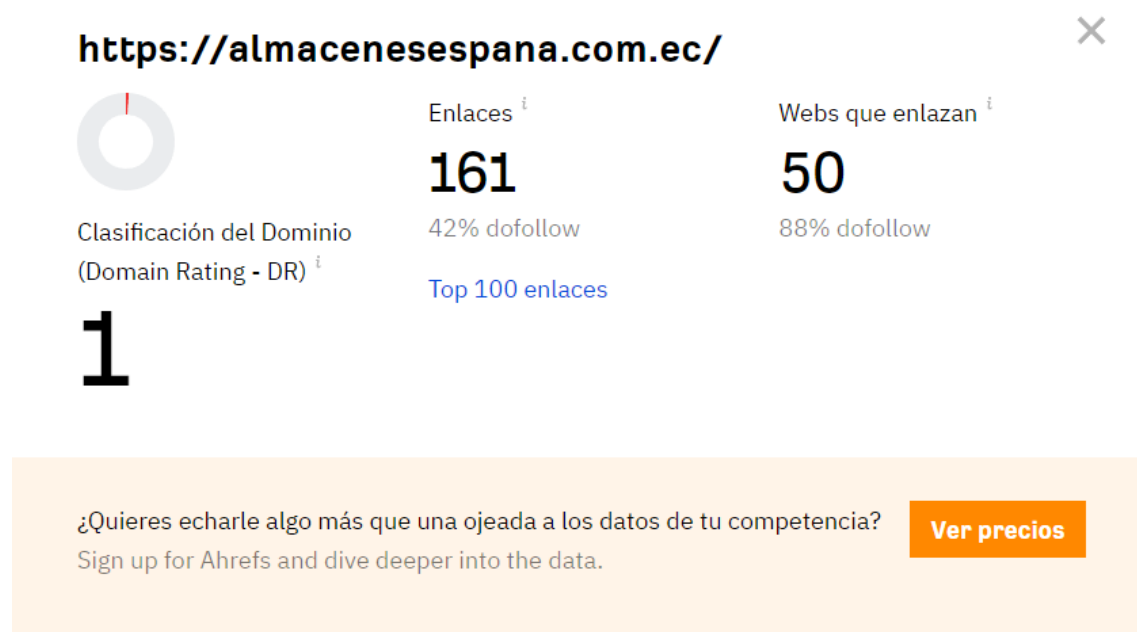 https://almacenesespana.com.ec/
Clasificación del Dominio
(Domain Rating - DR) i
1
Enlaces i
161
42% dofollow
Top 100 enlaces
Webs que enlazan i
50
88% dofollow
¿Quieres echarle algo más que una ojeada a los datos de tu competencia?
Sign up for Ahrefs and dive deeper into the data.
Ver precios